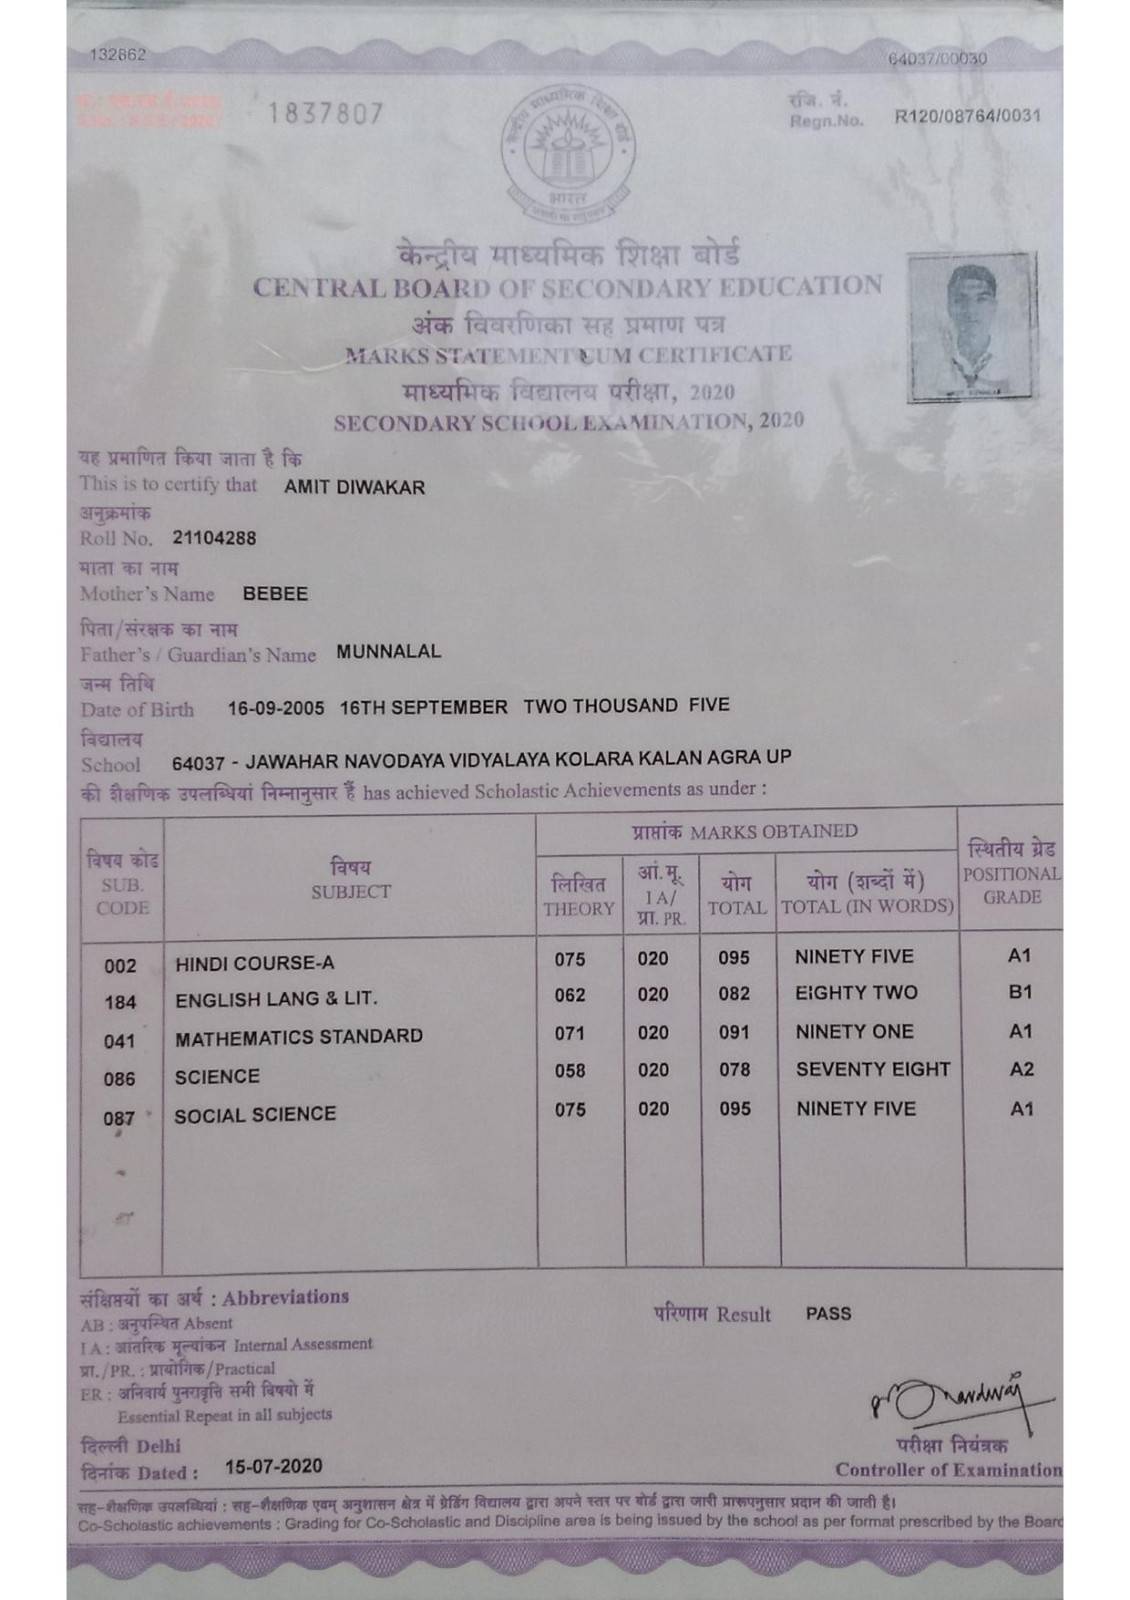 132862
64037/00030
1837807
रजि. नं.
Regn.No. R120/08764/0031
केन्द्रीय माध्यमिक शिक्षा बोर्ड
भारत
केन्द्रीय माध्यमिक शिक्षा बोर्ड
CENTRAL BOARD OF SECONDARY EDUCATION
अंक विवरणिका सह प्रमाण पत्र
MARKS STATEMENT CUM CERTIFICATE
माध्यमिक विद्यालय परीक्षा, 2020
SECONDARY SCHOOL EXAMINATION, 2020
यह प्रमाणित किया जाता है कि
This is to certify that AMIT DIWAKAR
अनुक्रमांक
Roll No. 21104288
माता का नाम
Mother's Name BEBEE
पिता/संरक्षक का नाम
Father's / Guardian's Name MUNNALAL
जन्म तिथि
Date of Birth 16-09-2005 16TH SEPTEMBER TWO THOUSAND FIVE
विद्यालय
School 64037 - JAWAHAR NAVODAYA VIDYALAYA KOLARA KALAN AGRA UP
की शैक्षणिक उपलब्धियां निम्नानुसार हैं has achieved Scholastic Achievements as under :
विषय कोड
SUB.
CODE
विषय
SUBJECT
प्राप्तांक MARKS OBTAINED
लिखित
THEORY
आं.मू.
I A/
प्रा. PR.
योग
TOTAL
योग (शब्दों में)
TOTAL (IN WORDS)
स्थितीय ग्रेड
POSITIONAL
GRADE
002 HINDI COURSE-A 075 020 095 NINETY FIVE A1
184 ENGLISH LANG & LIT. 062 020 082 EIGHTY TWO B1
041 MATHEMATICS STANDARD 071 020 091 NINETY ONE A1
086 SCIENCE 058 020 078 SEVENTY EIGHT A2
087 SOCIAL SCIENCE 075 020 095 NINETY FIVE A1
संक्षिप्तियों का अर्थ : Abbreviations
परिणाम Result PASS
AB : अनुपस्थित Absent
I A : आंतरिक मूल्यांकन Internal Assessment
प्रा./PR. : प्रायोगिक/Practical
ER : अनिवार्य पुनरावृत्ति सभी विषयो में
Essential Repeat in all subjects
दिल्ली Delhi
दिनांक Dated : 15-07-2020
परीक्षा नियंत्रक
Controller of Examination
सह-शैक्षणिक उपलब्धियां : सह-शैक्षणिक एवम् अनुशासन क्षेत्र में ग्रेडिंग विद्यालय द्वारा अपने स्तर पर बोर्ड द्वारा जारी प्रारूपनुसार प्रदान की जाती है।
Co-Scholastic achievements : Grading for Co-Scholastic and Discipline area is being issued by the school as per format prescribed by the Board